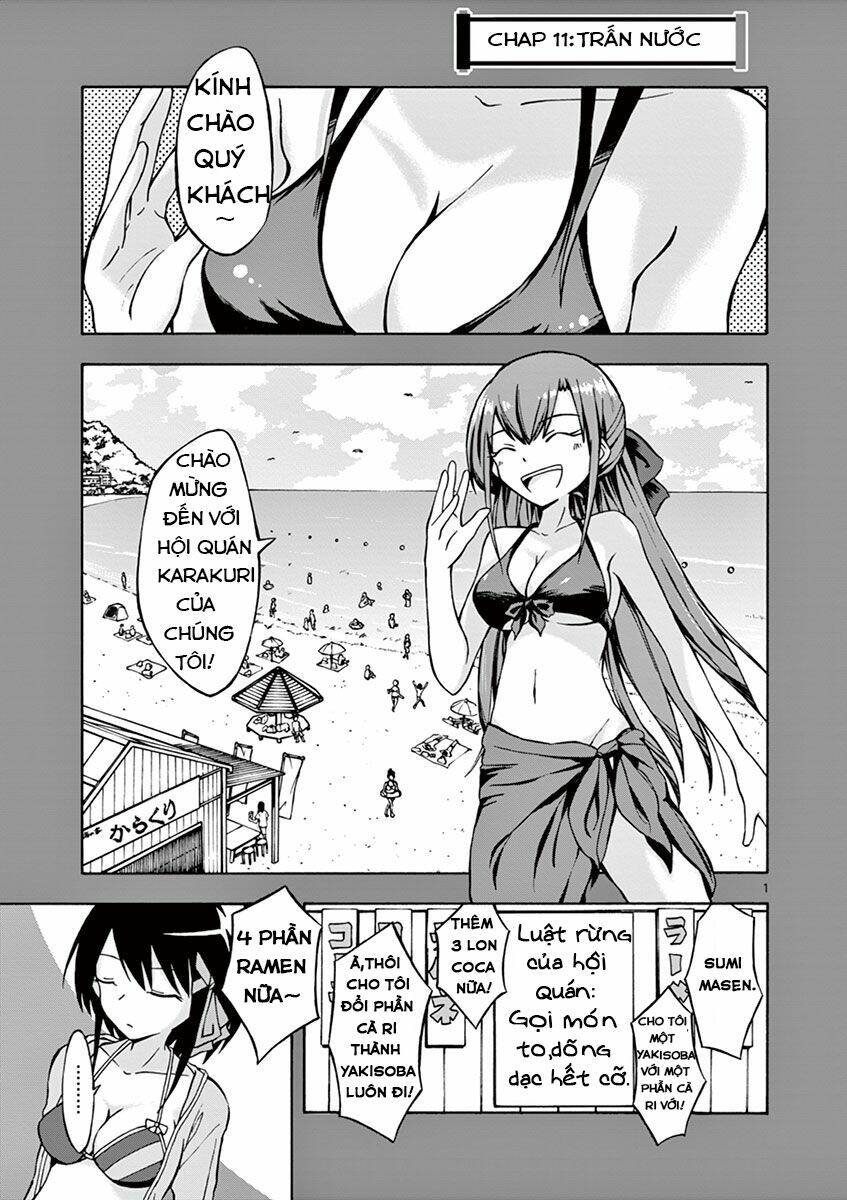 CHAP 11:TRẤN NƯỚC
KÍNH
CHÀO
QUÝ
KHÁCH
~
CHÀO
MỪNG
ĐẾN VỚI
HỘI QUÁN
KARAKURI
CỦA
CHÚNG
TÔI!
からくり
1
SUMI
MASEN.
CHO TÔI
MỘT
YAKISOBA
VỚI MỘT
PHẦN CÀ
RI VỚI!
Luật rừng
của hội
Quán:
Gọi món
to,dõng
dạc hết cỡ.
THÊM
3 LON
COCA
NỮA!
À,THÔI
CHO TÔI
ĐỔI PHẦN
CÀ RI
THÀNH
YAKISOBA
LUÔN ĐI!
4 PHẦN
RAMEN
NỮA~
.........